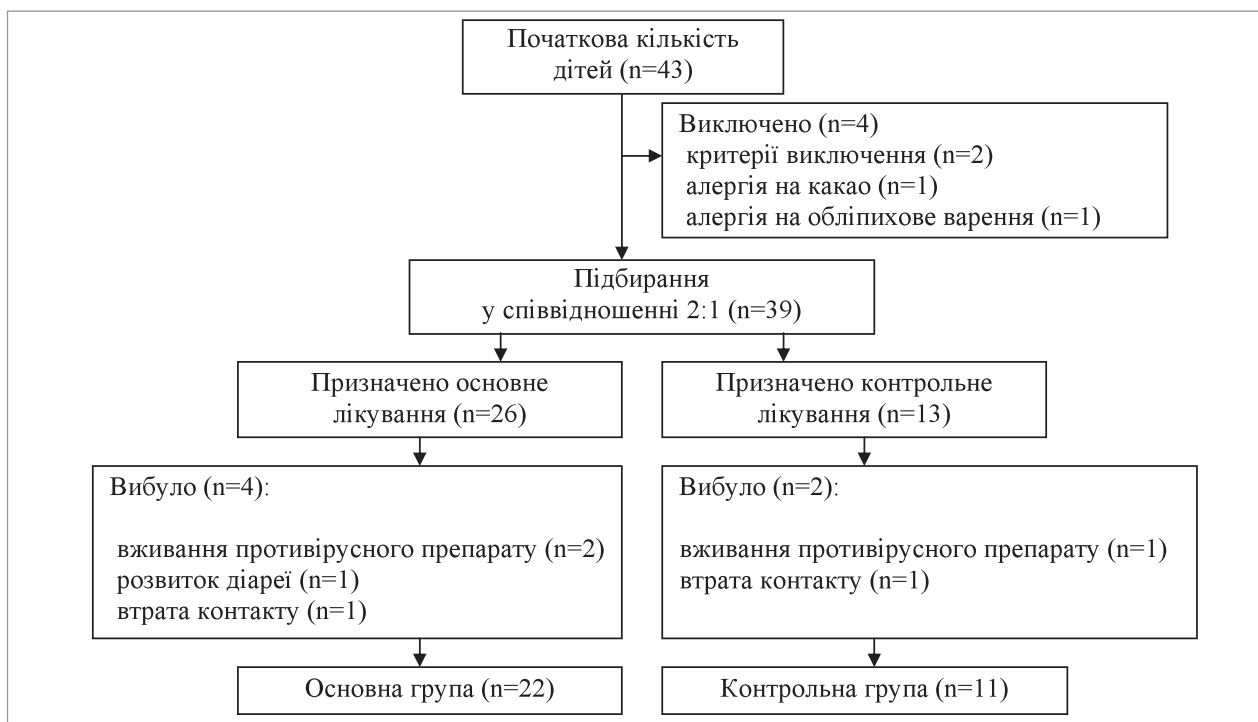 Початкова кількість
дітей (n=43)
Виключено (n=4)
критерії виключення (n=2)
алергія на какао (n=1)
алергія на обліпихове варення (n=1)
Підбирання
у співвідношенні 2:1 (n=39)
Призначено основне
лікування (n=26)
Призначено контрольне
лікування (n=13)
Вибуло (n=4):
вживання противірусного препарату (n=2)
розвиток діареї (n=1)
втрата контакту (n=1)
Вибуло (n=2):
вживання противірусного препарату (n=1)
втрата контакту (n=1)
Основна група (n=22)
Контрольна група (n=11)